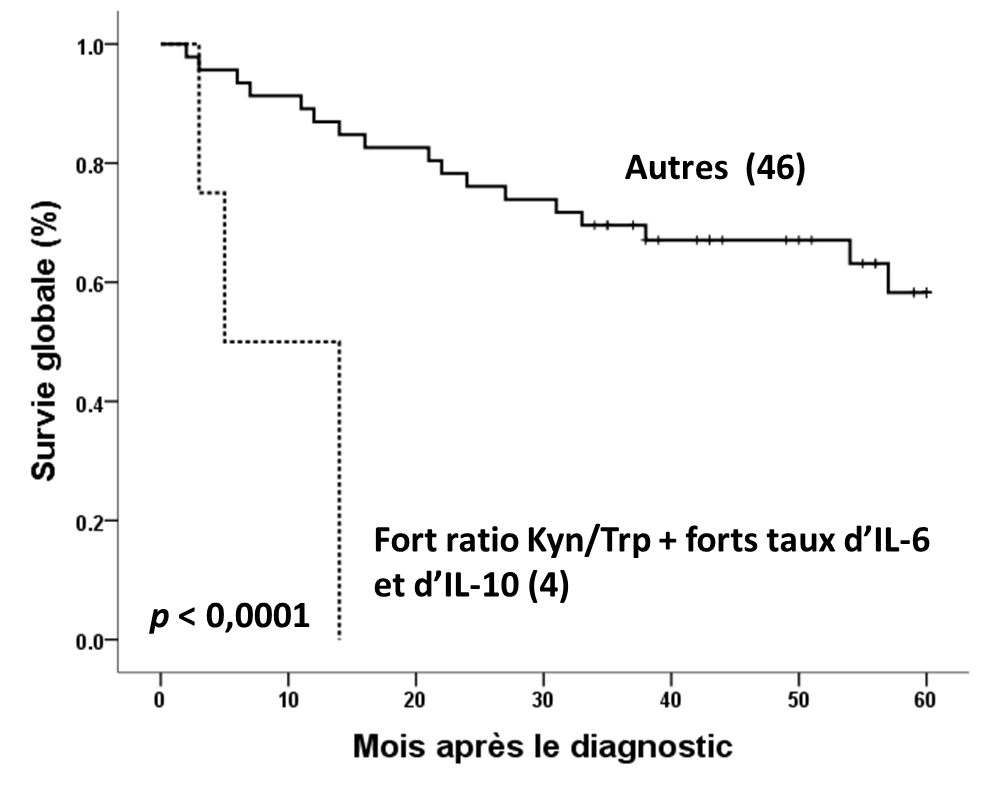 1.0
0.8
0.6
0.4
0.2
0.0
Survie globale (%)
Autres (46)
Fort ratio Kyn/Trp + forts taux d’IL-6
et d’IL-10 (4)
p < 0,0001
0 10 20 30 40 50 60
Mois après le diagnostic